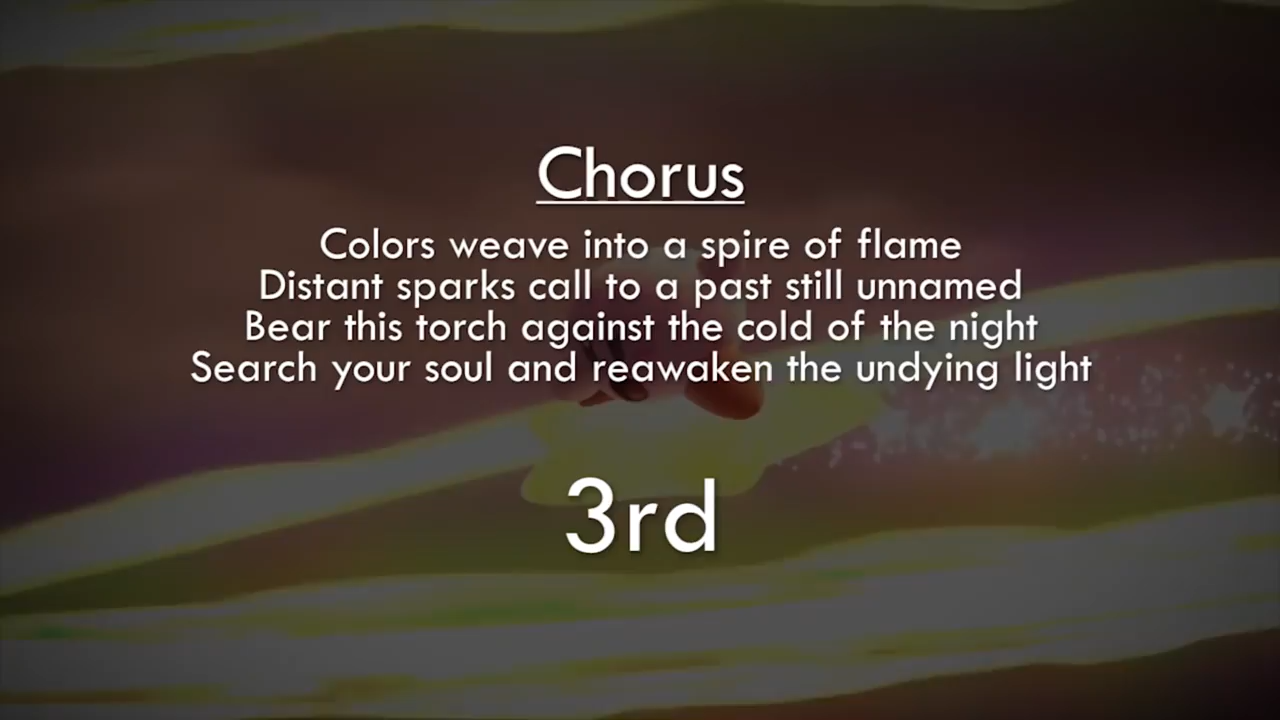 Chorus
Colors weave into a spire of flame
Distant sparks call to a past still unnamed
Bear this torch against the cold of the night
Search your soul and reawaken the undying light
3rd